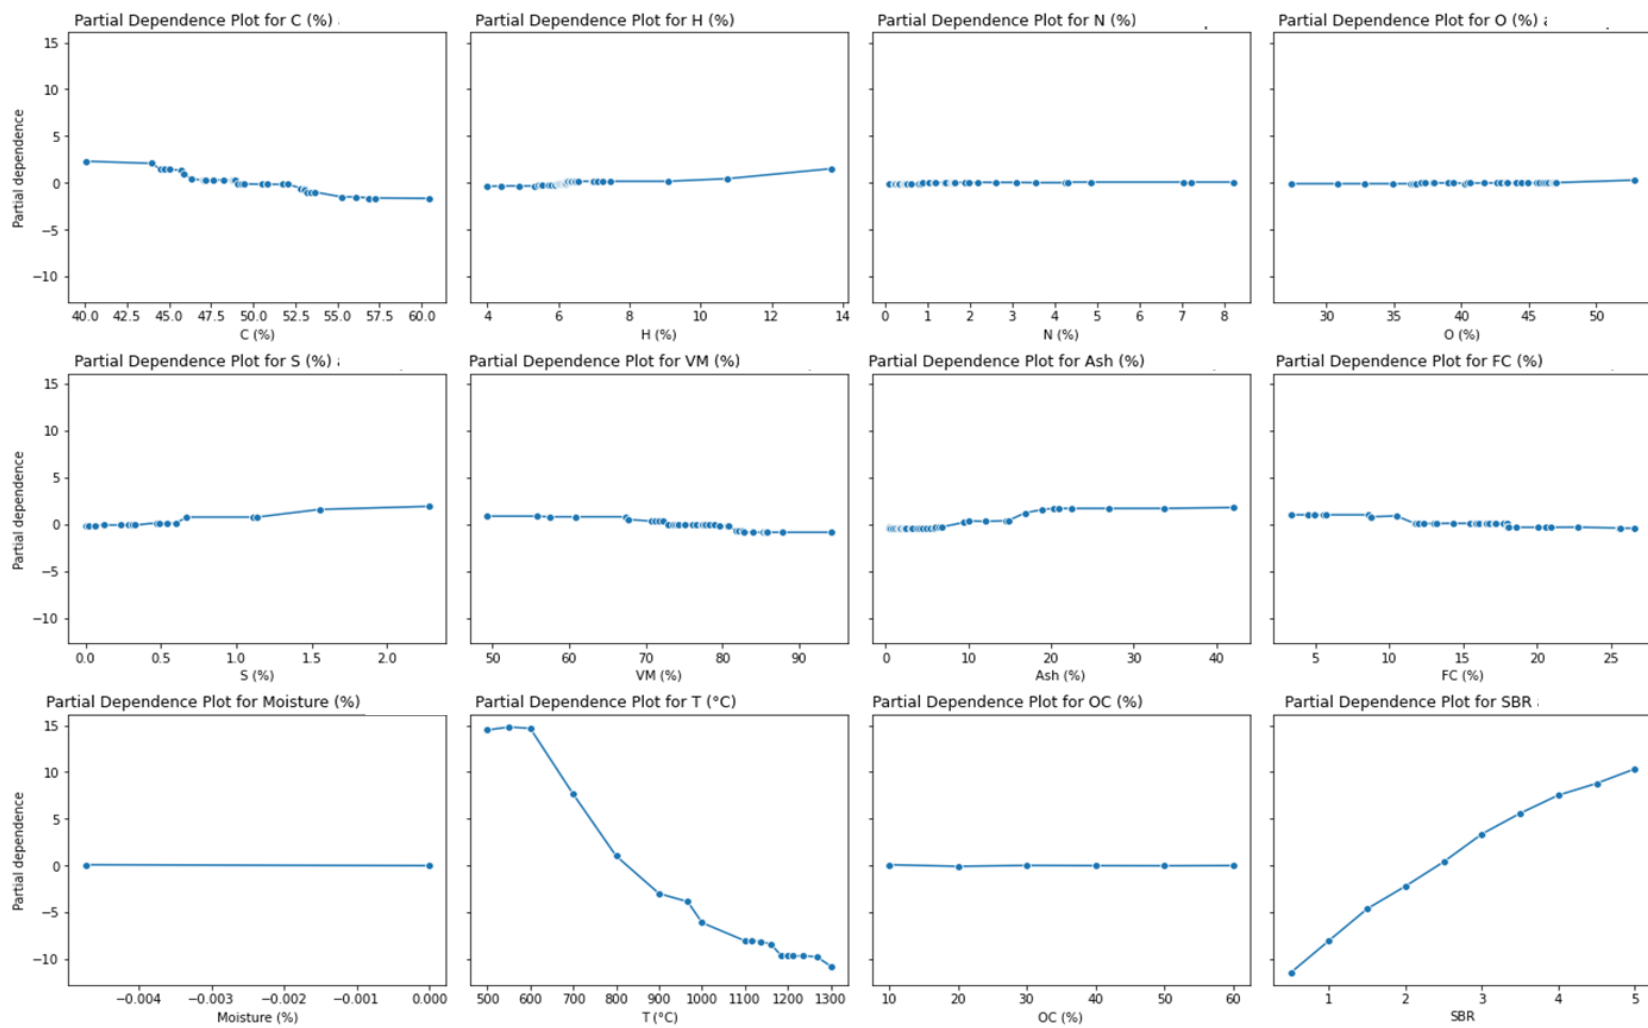 Partial Dependence Plot for C (%)
Partial Dependence Plot for H (%)
Partial Dependence Plot for N (%)
Partial Dependence Plot for O (%)
Partial dependence
15
10
5
0
−5
−10
40.0 42.5 45.0 47.5 50.0 52.5 55.0 57.5 60.0
4 6 8 10 12 14
0 1 2 3 4 5 6 7 8
30 35 40 45 50
C (%)
H (%)
N (%)
O (%)
Partial Dependence Plot for S (%)
Partial Dependence Plot for VM (%)
Partial Dependence Plot for Ash (%)
Partial Dependence Plot for FC (%)
Partial dependence
15
10
5
0
−5
−10
0.0 0.5 1.0 1.5 2.0
50 60 70 80 90
0 10 20 30 40
5 10 15 20 25
S (%)
VM (%)
Ash (%)
FC (%)
Partial Dependence Plot for Moisture (%)
Partial Dependence Plot for T (°C)
Partial Dependence Plot for OC (%)
Partial Dependence Plot for SBR
Partial dependence
15
10
5
0
−5
−10
−0.004 −0.003 −0.002 −0.001 0.000
500 600 700 800 900 1000 1100 1200 1300
10 20 30 40 50 60
1 2 3 4 5
Moisture (%)
T (°C)
OC (%)
SBR